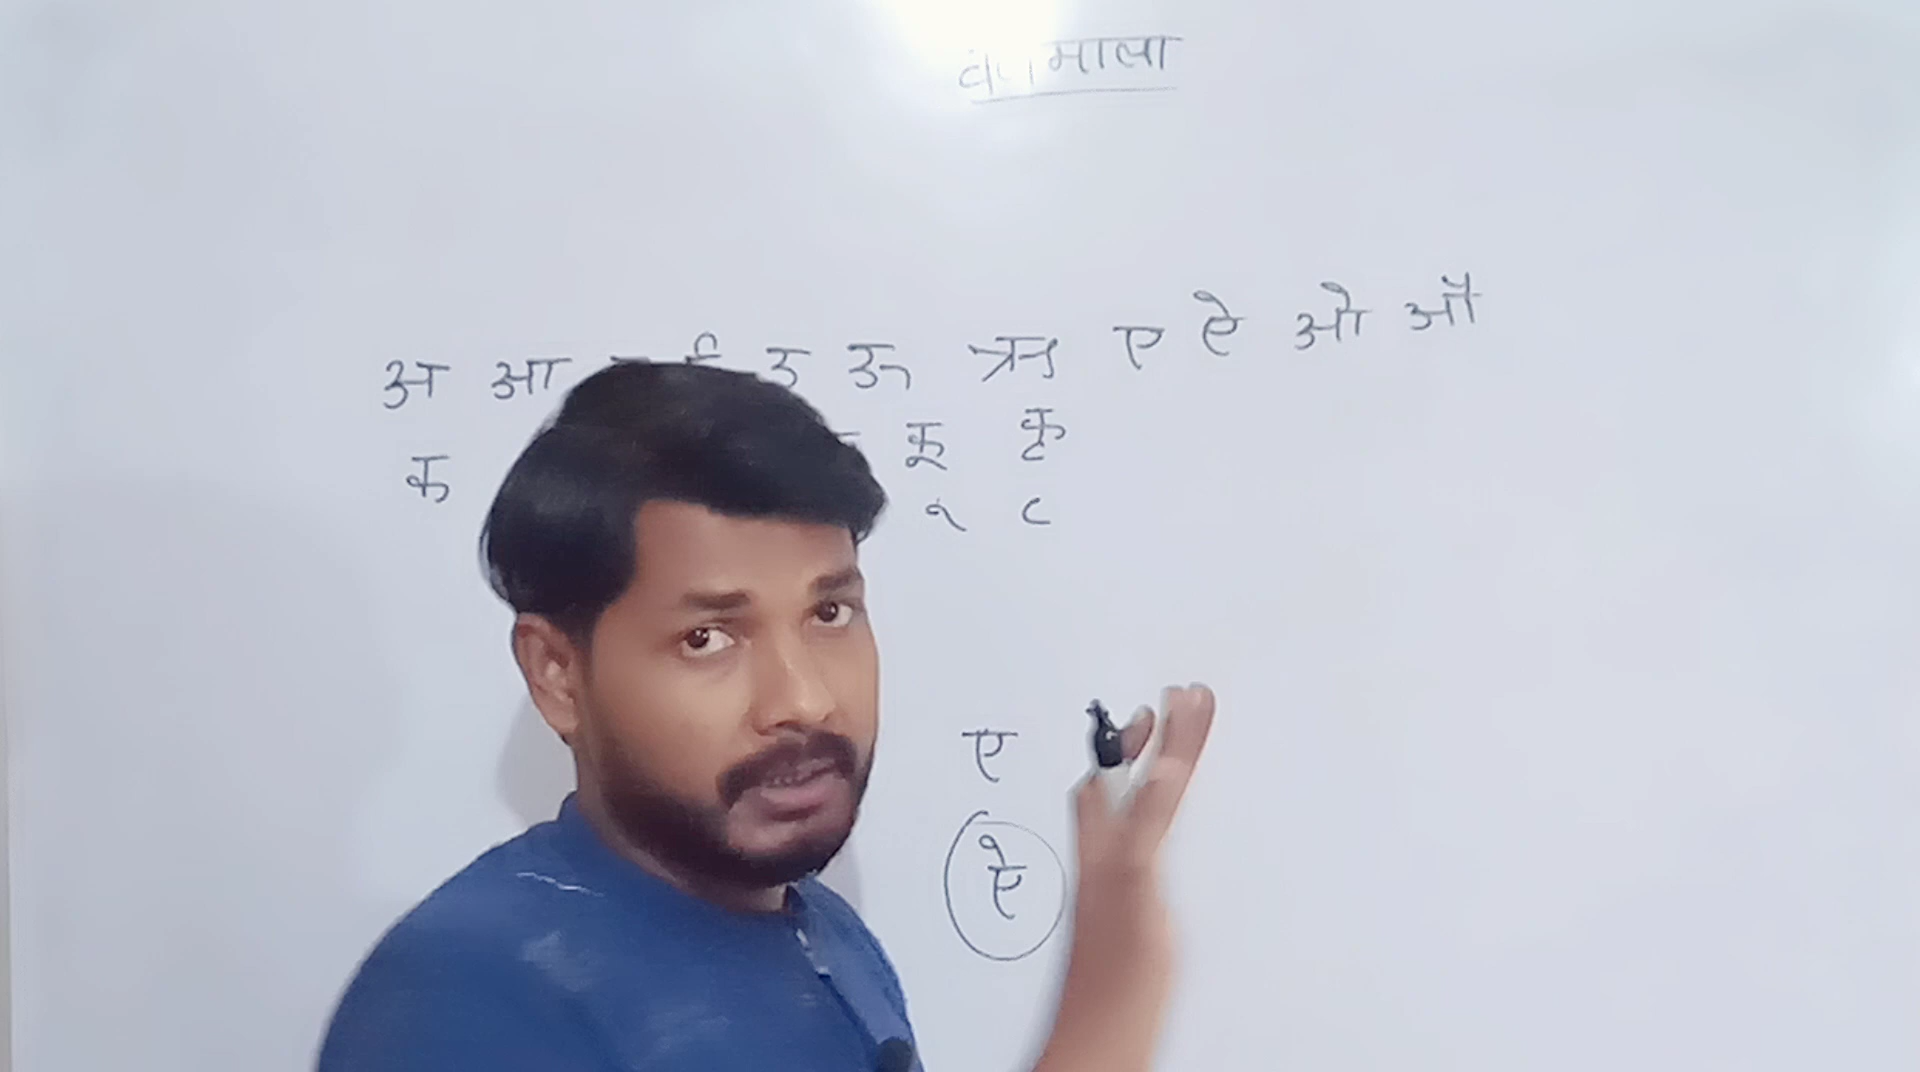 वर्णमाला
अ आ उ ऊ ऋ ए ऐ ओ औ
क कू कृ
ू ृ
ए
ऐ